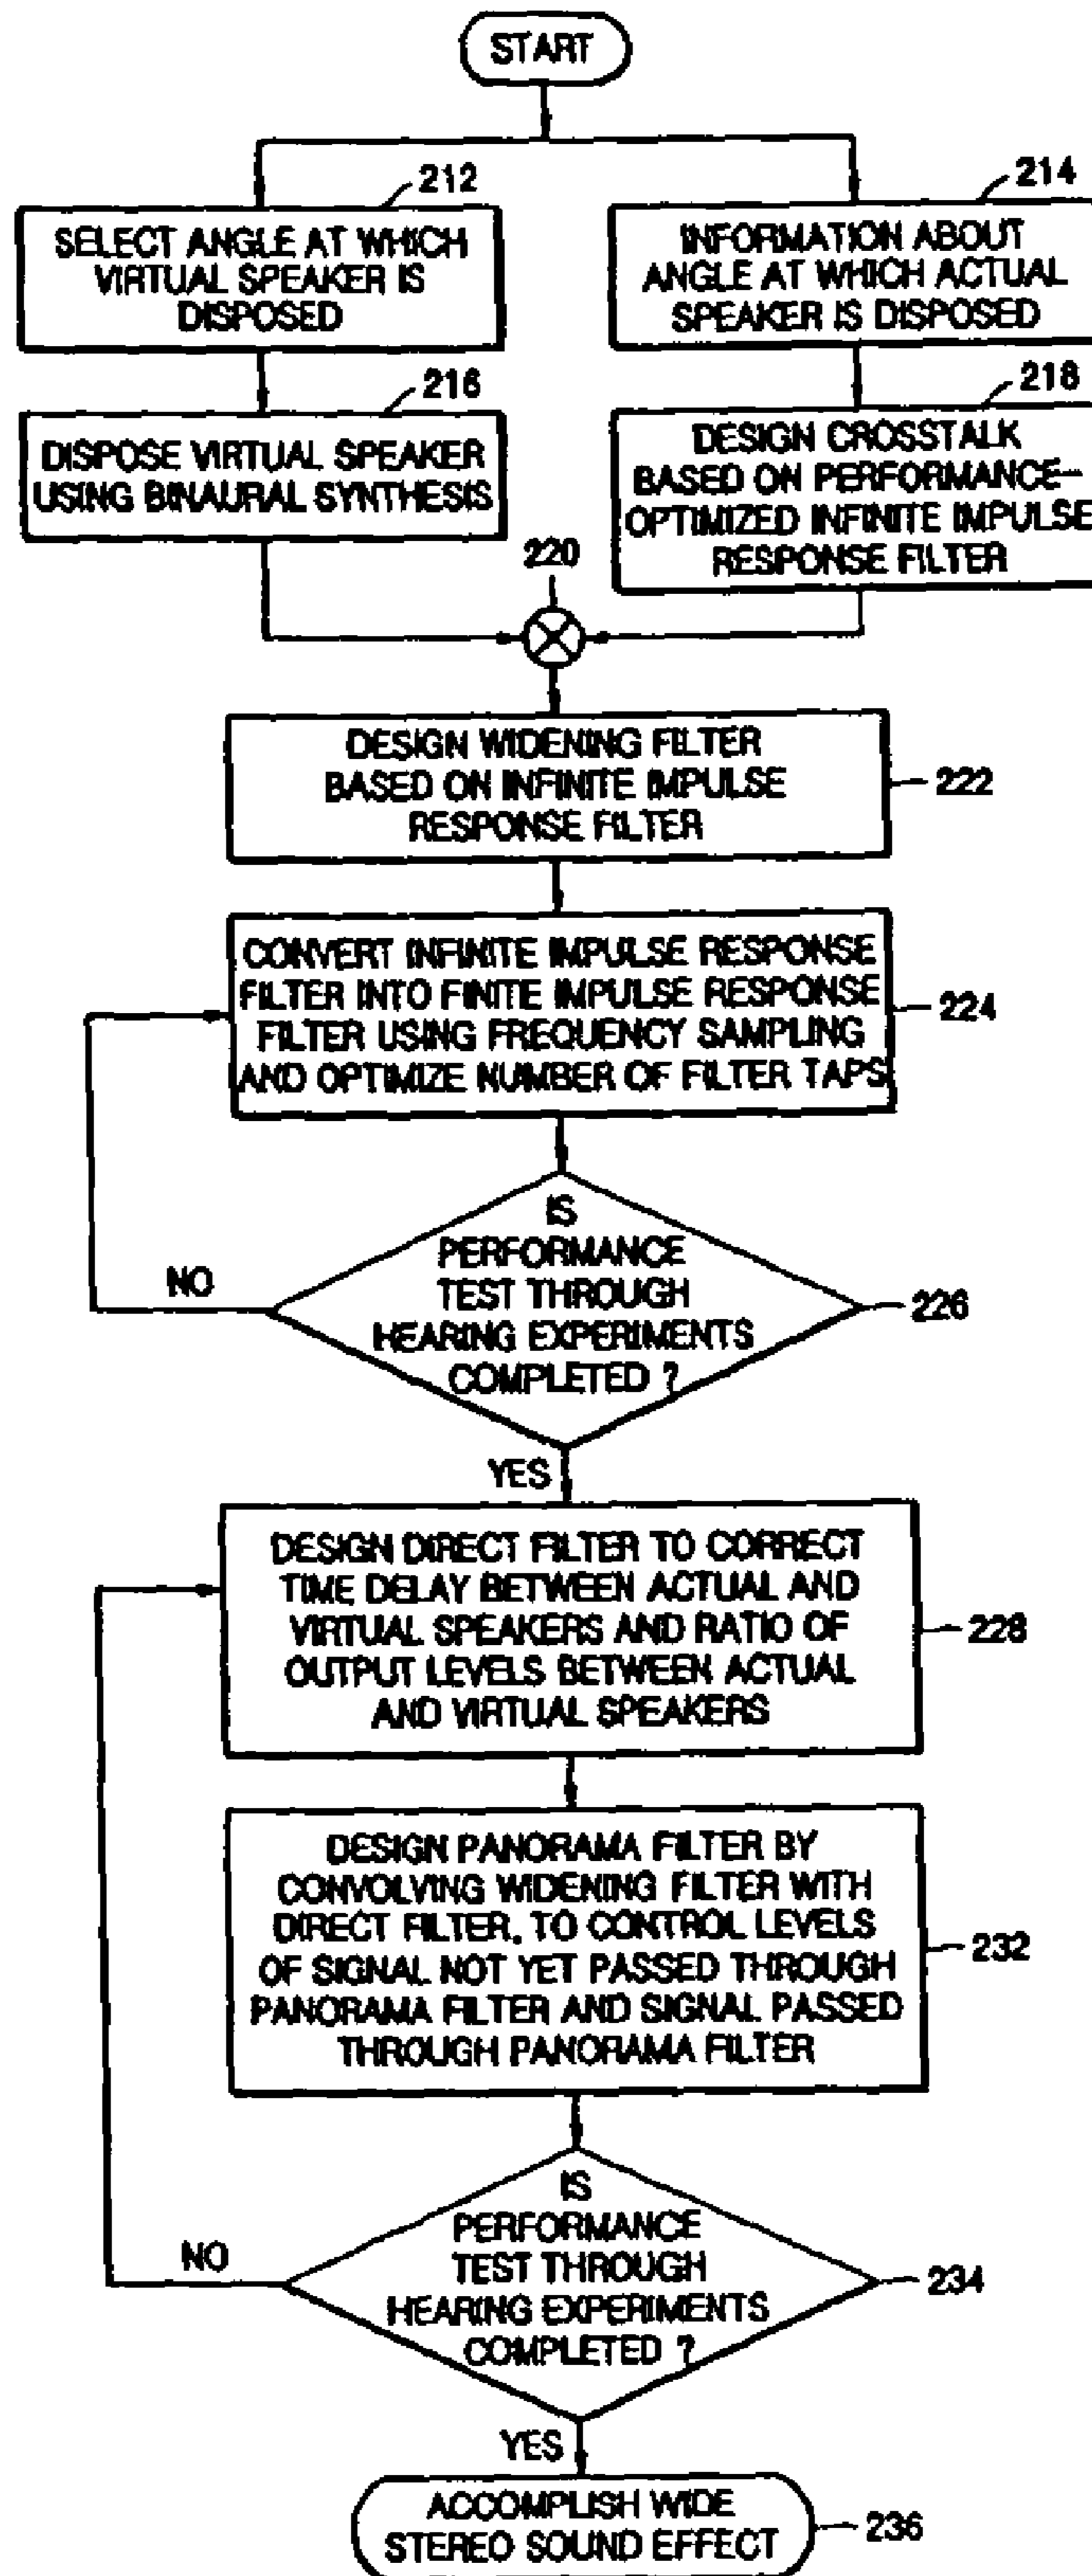 START
212
SELECT ANGLE AT WHICH
VIRTUAL SPEAKER IS
DISPOSED
214
INFORMATION ABOUT
ANGLE AT WHICH ACTUAL
SPEAKER IS DISPOSED
216
DISPOSE VIRTUAL SPEAKER
USING BINAURAL SYNTHESIS
218
DESIGN CROSSTALK
BASED ON PERFORMANCE-
OPTIMIZED INFINITE IMPULSE
RESPONSE FILTER
220
DESIGN WIDENING FILTER
BASED ON INFINITE IMPULSE
RESPONSE FILTER
222
CONVERT INFINITE IMPULSE RESPONSE
FILTER INTO FINITE IMPULSE RESPONSE
FILTER USING FREQUENCY SAMPLING
AND OPTIMIZE NUMBER OF FILTER TAPS
224
IS
PERFORMANCE
TEST THROUGH
HEARING EXPERIMENTS
COMPLETED ?
226
NO
YES
DESIGN DIRECT FILTER TO CORRECT
TIME DELAY BETWEEN ACTUAL AND
VIRTUAL SPEAKERS AND RATIO OF
OUTPUT LEVELS BETWEEN ACTUAL
AND VIRTUAL SPEAKERS
228
DESIGN PANORAMA FILTER BY
CONVOLVING WIDENING FILTER WITH
DIRECT FILTER, TO CONTROL LEVELS
OF SIGNAL NOT YET PASSED THROUGH
PANORAMA FILTER AND SIGNAL PASSED
THROUGH PANORAMA FILTER
232
IS
PERFORMANCE
TEST THROUGH
HEARING EXPERIMENTS
COMPLETED ?
234
NO
YES
ACCOMPLISH WIDE
STEREO SOUND EFFECT
236